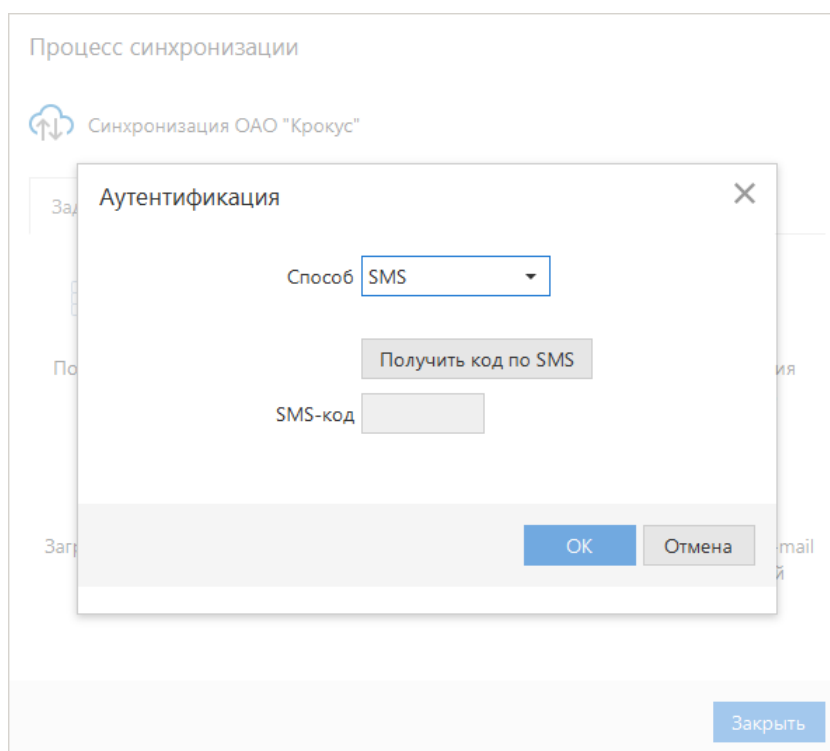 Процесс синхронизации
Синхронизация ОАО "Крокус"
Аутентификация
Способ SMS
Получить код по SMS
SMS-код
ОК Отмена
Закрыть